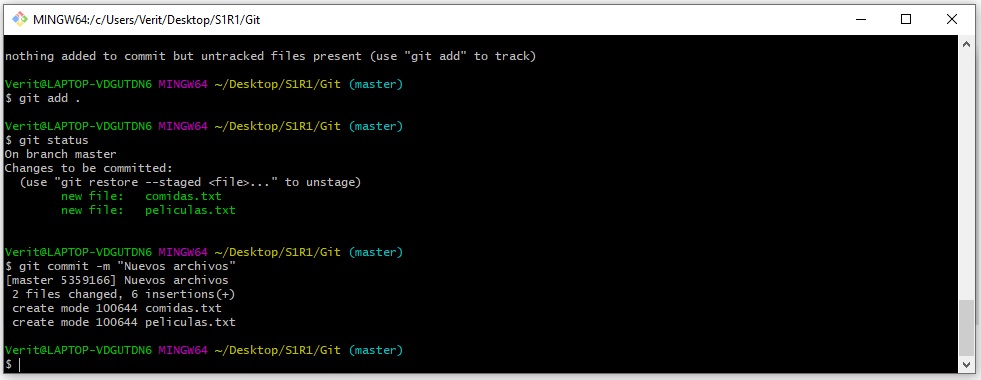 MINGW64:/c/Users/Verit/Desktop/S1R1/Git
nothing added to commit but untracked files present (use "git add" to track)
Verit@LAPTOP-VDGUTDN6 MINGW64 ~/Desktop/S1R1/Git (master)
$ git add .
Verit@LAPTOP-VDGUTDN6 MINGW64 ~/Desktop/S1R1/Git (master)
$ git status
On branch master
Changes to be committed:
  (use "git restore --staged <file>..." to unstage)
        new file:   comidas.txt
        new file:   peliculas.txt
Verit@LAPTOP-VDGUTDN6 MINGW64 ~/Desktop/S1R1/Git (master)
$ git commit -m "Nuevos archivos"
[master 5359166] Nuevos archivos
 2 files changed, 6 insertions(+)
 create mode 100644 comidas.txt
 create mode 100644 peliculas.txt
Verit@LAPTOP-VDGUTDN6 MINGW64 ~/Desktop/S1R1/Git (master)
$